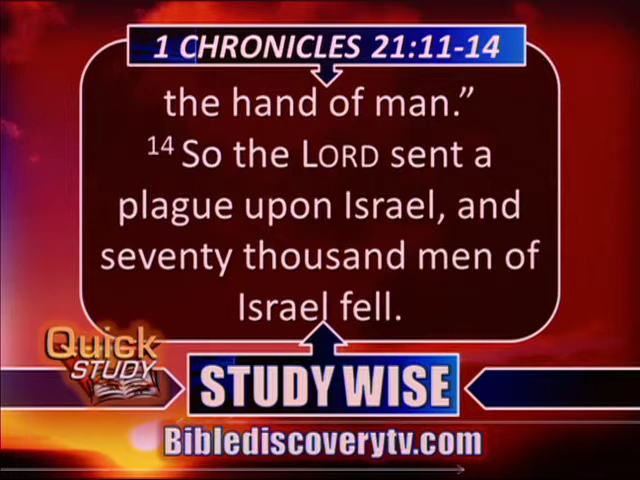 1 CHRONICLES 21:11-14
the hand of man.”
14 So the LORD sent a
plague upon Israel, and
seventy thousand men of
Israel fell.
Quick
STUDY
STUDY WISE
Biblediscoverytv.com